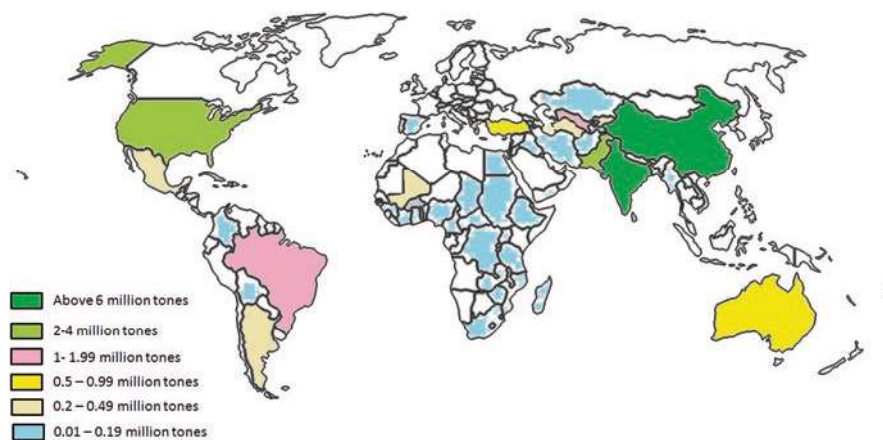 Above 6 million tones
2-4 million tones
1- 1.99 million tones
0.5 – 0.99 million tones
0.2 – 0.49 million tones
0.01 – 0.19 million tones